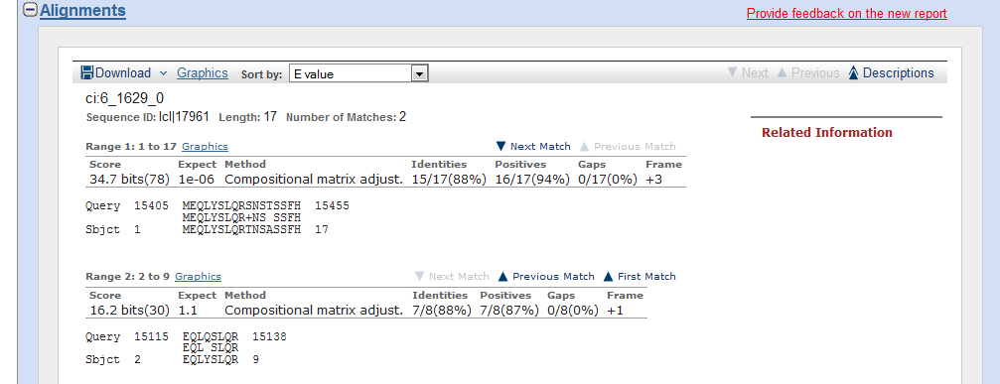 Alignments
Provide feedback on the new report
Download Graphics Sort by: E value Next Previous Descriptions
ci:6_1629_0
Sequence ID: lcl|17961 Length: 17 Number of Matches: 2
Related Information
Range 1: 1 to 17 Graphics Next Match Previous Match
Score Expect Method Identities Positives Gaps Frame
34.7 bits(78) 1e-06 Compositional matrix adjust. 15/17(88%) 16/17(94%) 0/17(0%) +3
Query 15405 MEQLYSLQRSNSTSSFH 15455
MEQLYSLQR+NS SSFH
Sbjct 1 MEQLYSLQRTNSASSFH 17
Range 2: 2 to 9 Graphics Next Match Previous Match First Match
Score Expect Method Identities Positives Gaps Frame
16.2 bits(30) 1.1 Compositional matrix adjust. 7/8(88%) 7/8(87%) 0/8(0%) +1
Query 15115 EQLQSLQR 15138
EQL SLQR
Sbjct 2 EQLYSLQR 9